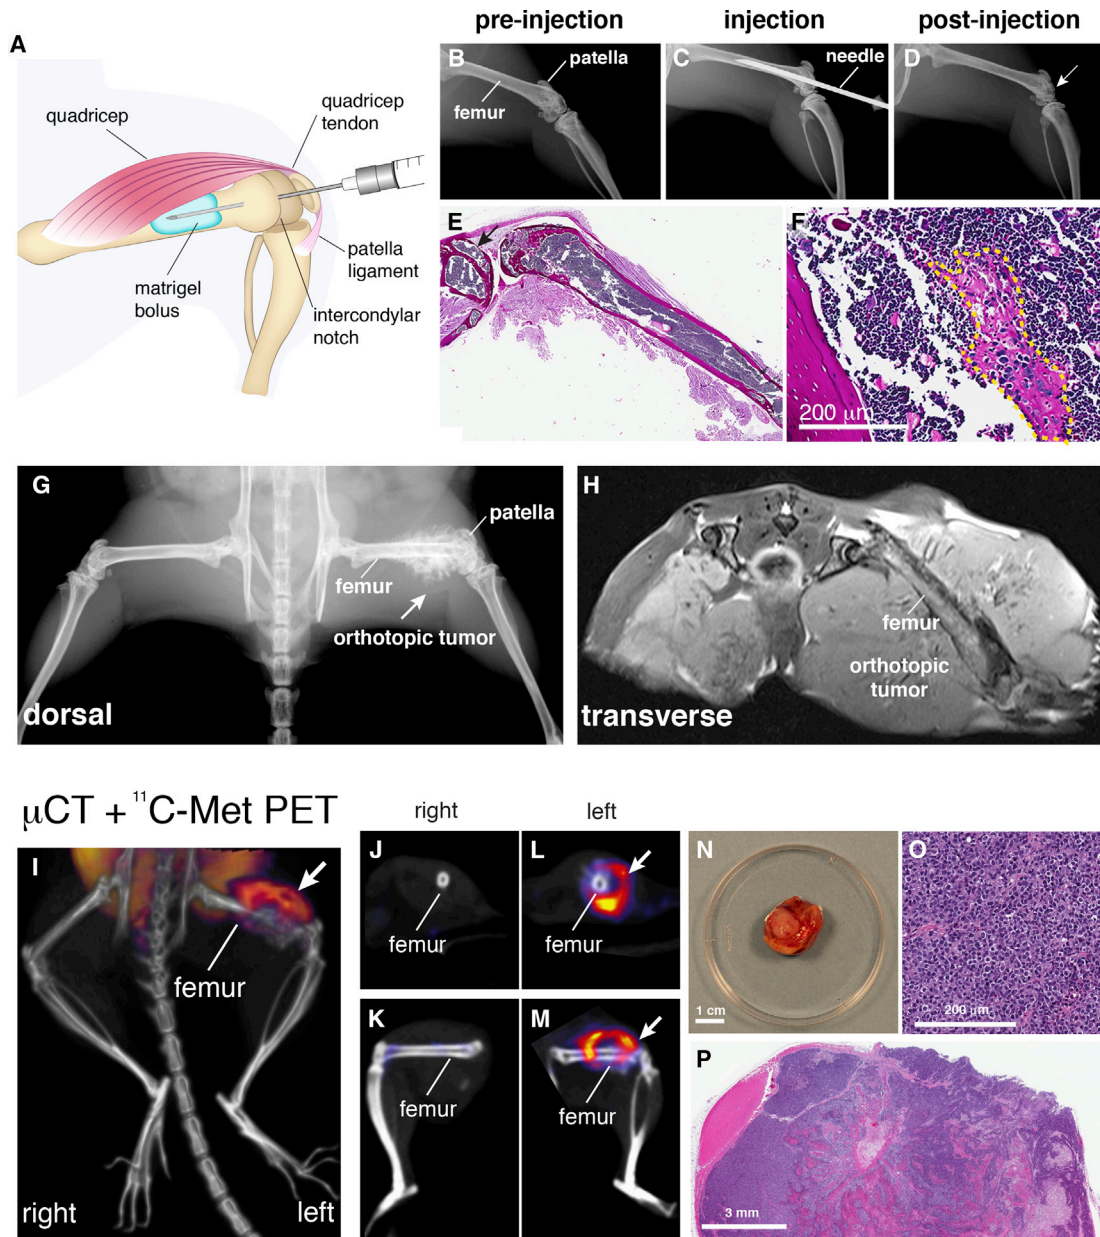 pre-injection
injection
post-injection
A
quadricep
quadricep
tendon
matrigel
bolus
patella
ligament
intercondylar
notch
B
patella
femur
C
needle
D
E
F
200 µm
G
patella
femur
orthotopic tumor
dorsal
H
femur
orthotopic
tumor
transverse
µCT + ¹¹C-Met PET
right
left
I
femur
right
left
J
femur
L
femur
K
femur
M
femur
N
1 cm
O
200 µm
P
3 mm